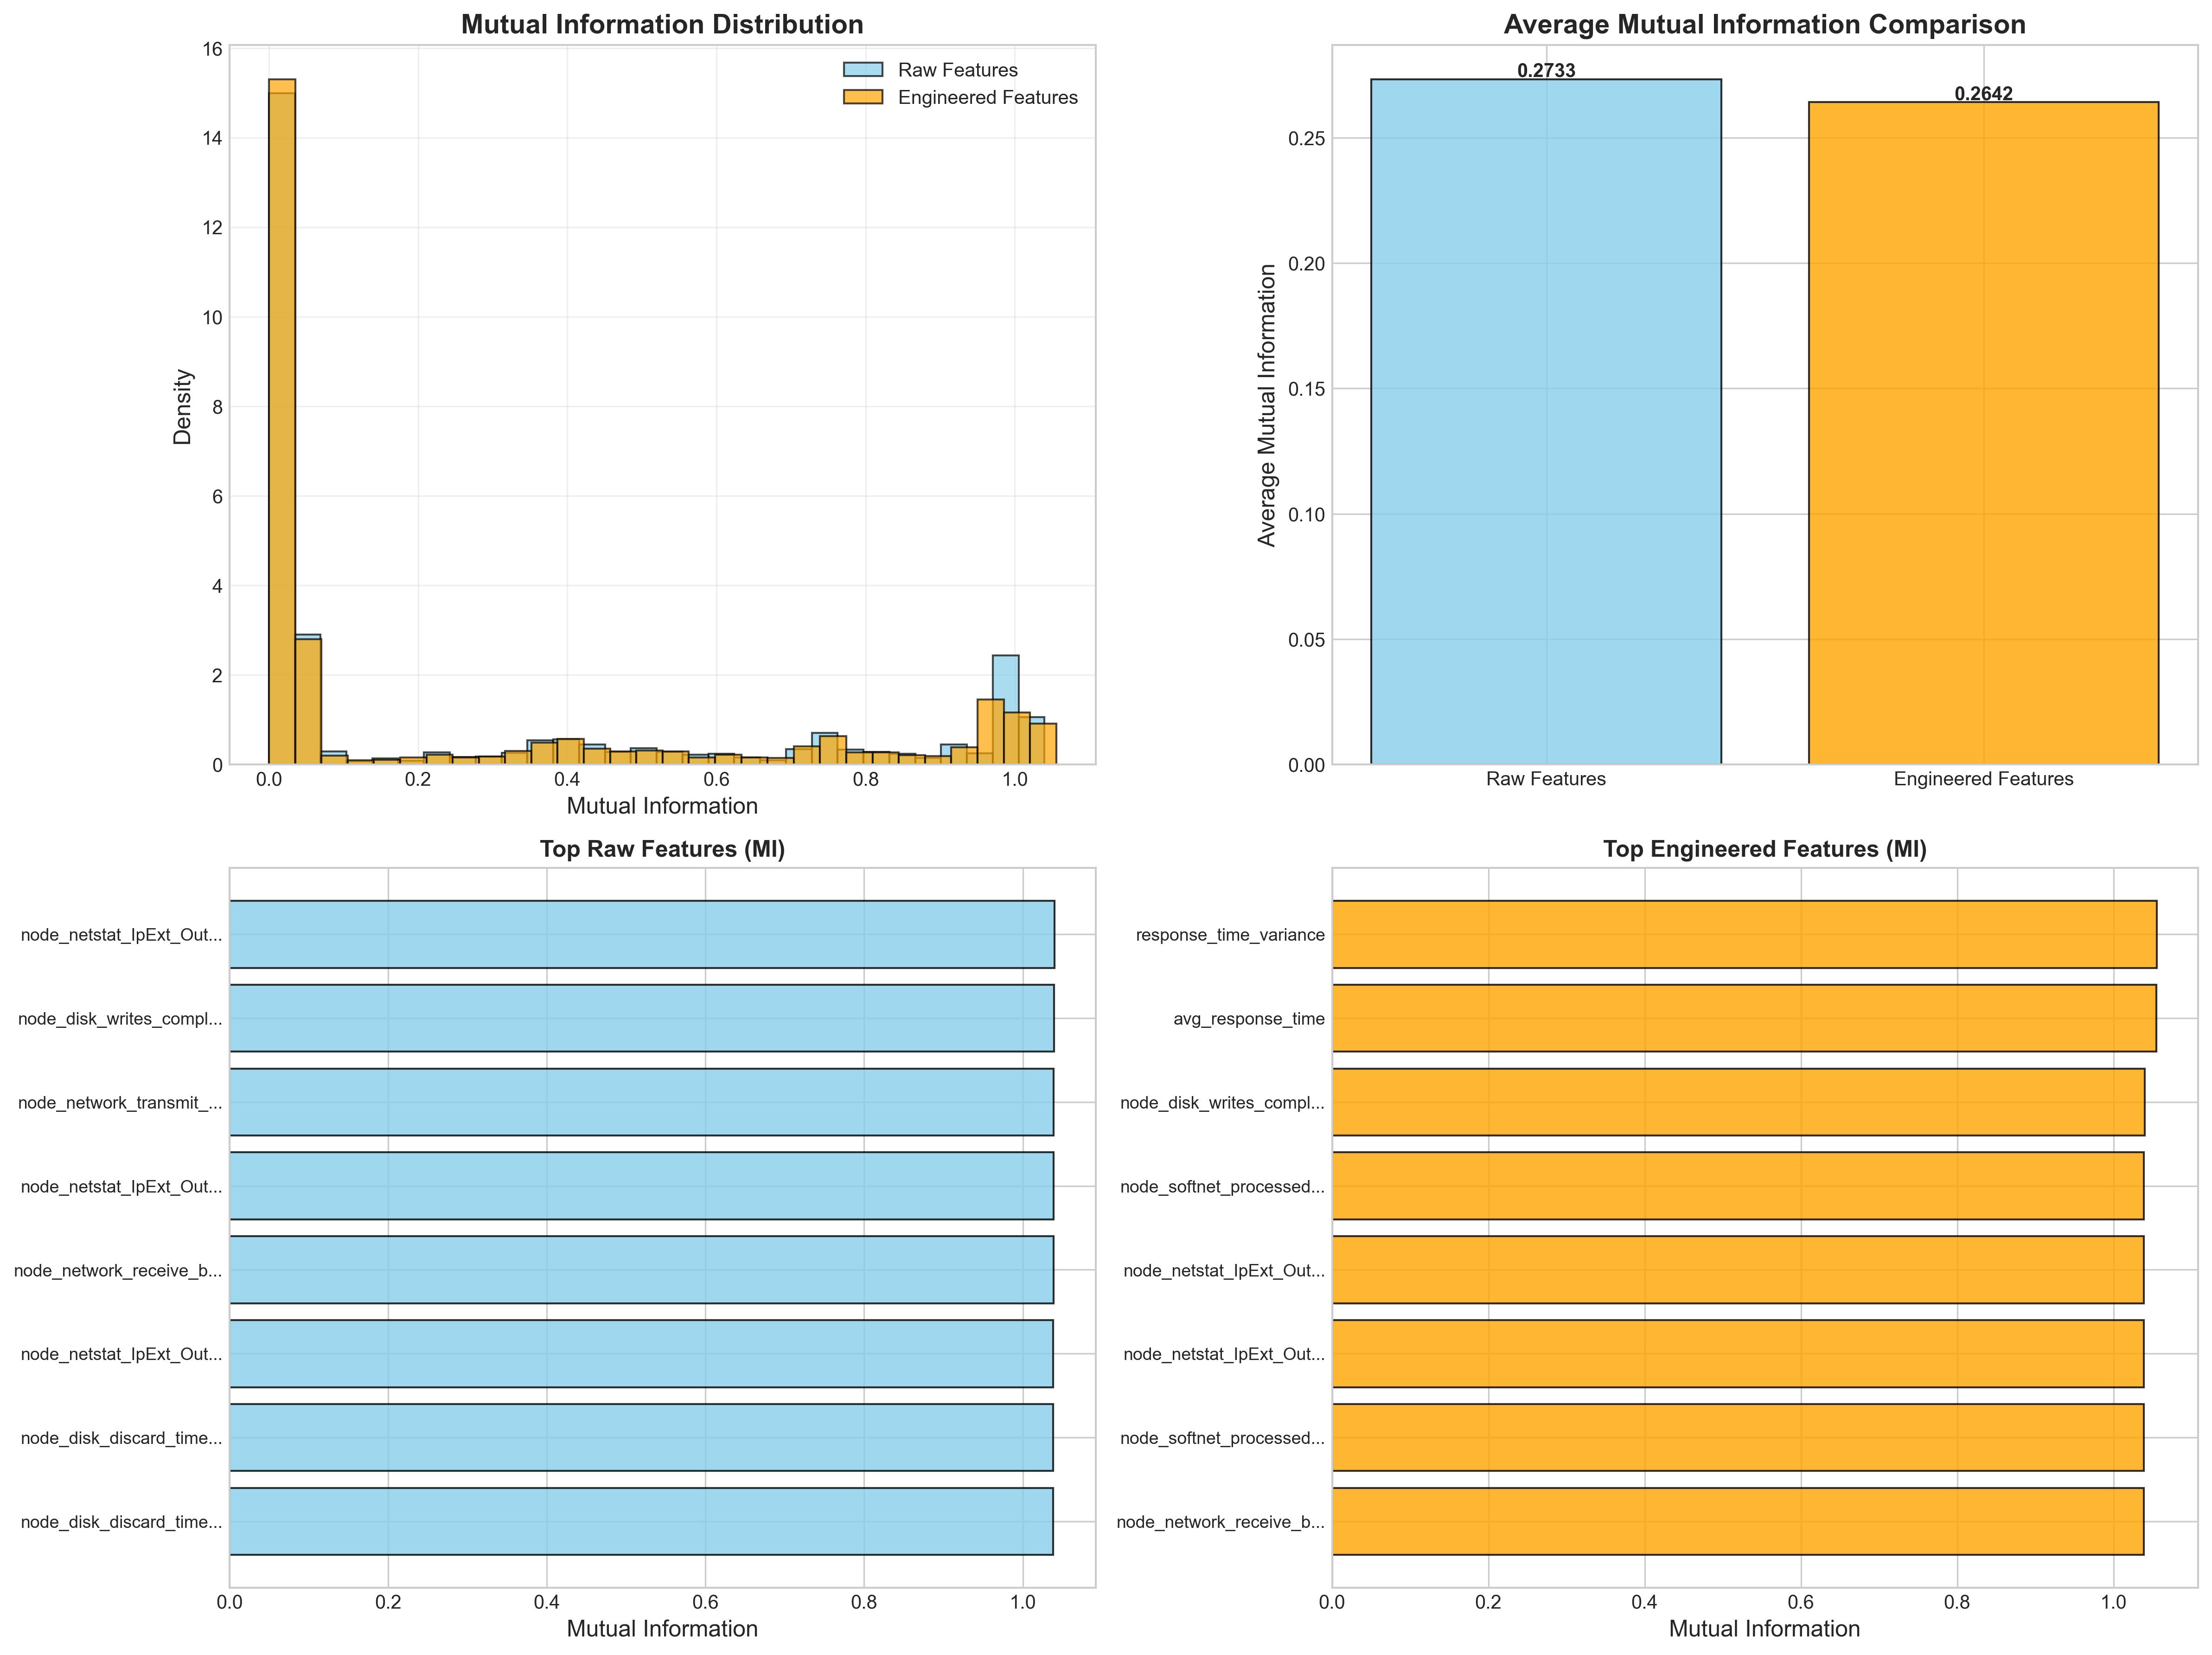 Mutual Information Distribution
16
14
12
10
8
6
4
2
0
Density
Raw Features
Engineered Features
0.0 0.2 0.4 0.6 0.8 1.0
Mutual Information
Average Mutual Information Comparison
0.2733
0.2642
0.25
0.20
0.15
0.10
0.05
0.00
Average Mutual Information
Raw Features Engineered Features
Top Raw Features (MI)
node_netstat_IpExt_Out...
node_disk_writes_compl...
node_network_transmit_...
node_netstat_IpExt_Out...
node_network_receive_b...
node_netstat_IpExt_Out...
node_disk_discard_time...
node_disk_discard_time...
0.0 0.2 0.4 0.6 0.8 1.0
Mutual Information
Top Engineered Features (MI)
response_time_variance
avg_response_time
node_disk_writes_compl...
node_softnet_processed...
node_netstat_IpExt_Out...
node_netstat_IpExt_Out...
node_softnet_processed...
node_network_receive_b...
0.0 0.2 0.4 0.6 0.8 1.0
Mutual Information